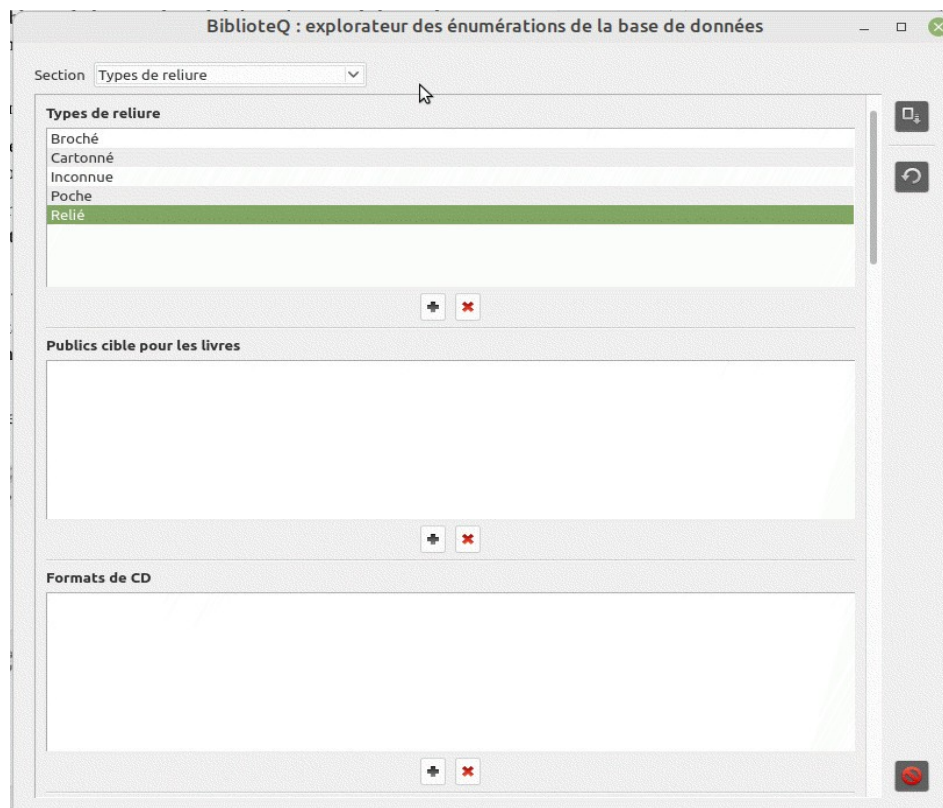 BiblioteQ : explorateur des énumérations de la base de données
Section Types de reliure
Types de reliure
Broché
Cartonné
Inconnue
Poche
Relié
Publics cible pour les livres
Formats de CD